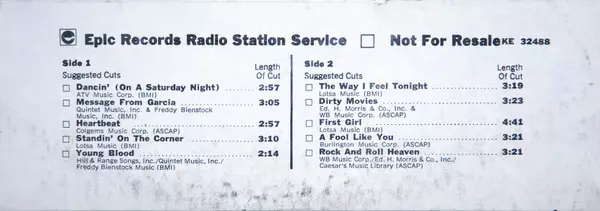 e Epic Records Radio Station Service Not For Resale KE 32488
Side 1
Suggested Cuts Length Of Cut
Dancin' (On A Saturday Night) 2:57
ATV Music Corp. (BMI)
Message From Garcia 3:05
Quintet Music, Inc. & Freddy Bienstock
Music, Inc. (BMI)
Heartbeat 2:57
Colgems Music Corp. (ASCAP)
Standin' On The Corner 3:10
Lotsa Music (BMI)
Young Blood 2:14
Hill & Range Songs, Inc./Quintet Music, Inc./
Freddy Bienstock Music (BMI)
Side 2
Suggested Cuts Length Of Cut
The Way I Feel Tonight 3:19
Lotsa Music (BMI)
Dirty Movies 3:23
Ed. H. Morris & Co., Inc. &
WB Music Corp. (ASCAP)
First Girl 4:41
Lotsa Music (BMI)
A Fool Like You 3:21
Burlington Music Corp. (ASCAP)
Rock And Roll Heaven 3:21
WB Music Corp./Ed. H. Morris & Co., Inc./
Caesar's Music Library (ASCAP)